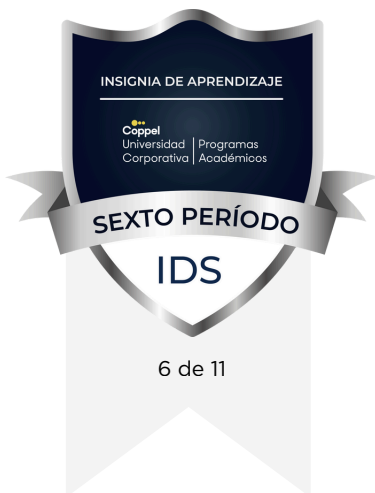 INSIGNIA DE APRENDIZAJE
Coppel
Universidad | Programas
Corporativa | Académicos
SEXTO PERÍODO
IDS
6 de 11